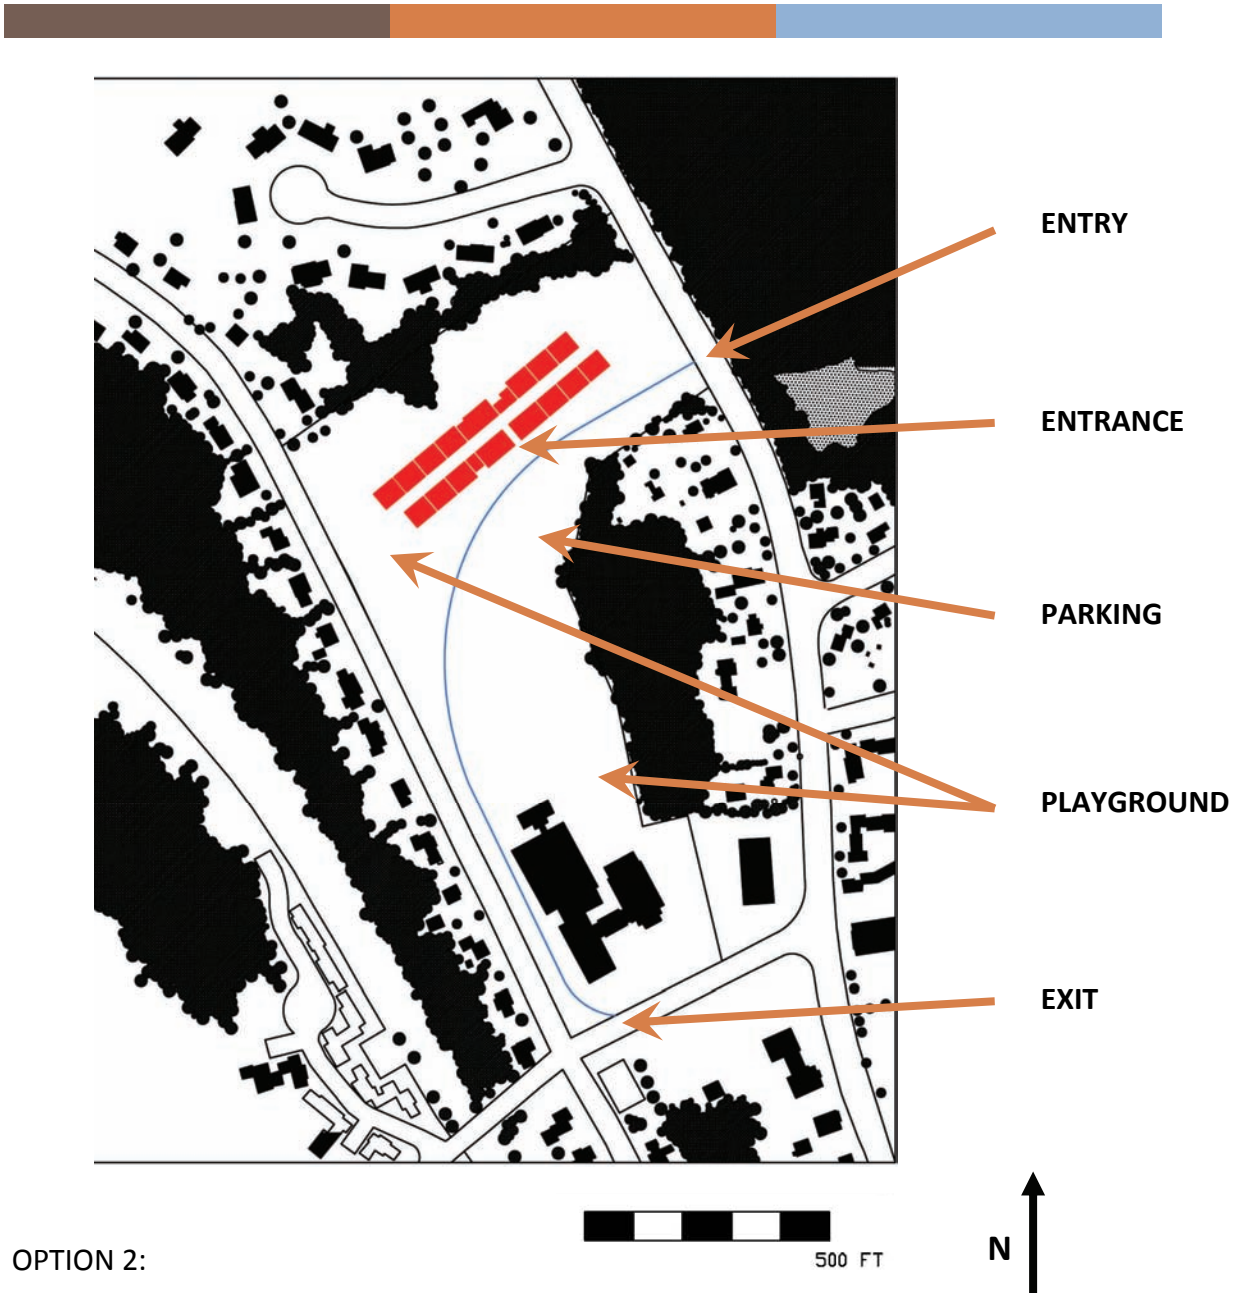 ENTRY
ENTRANCE
PARKING
PLAYGROUND
EXIT
500 FT
N
OPTION 2: